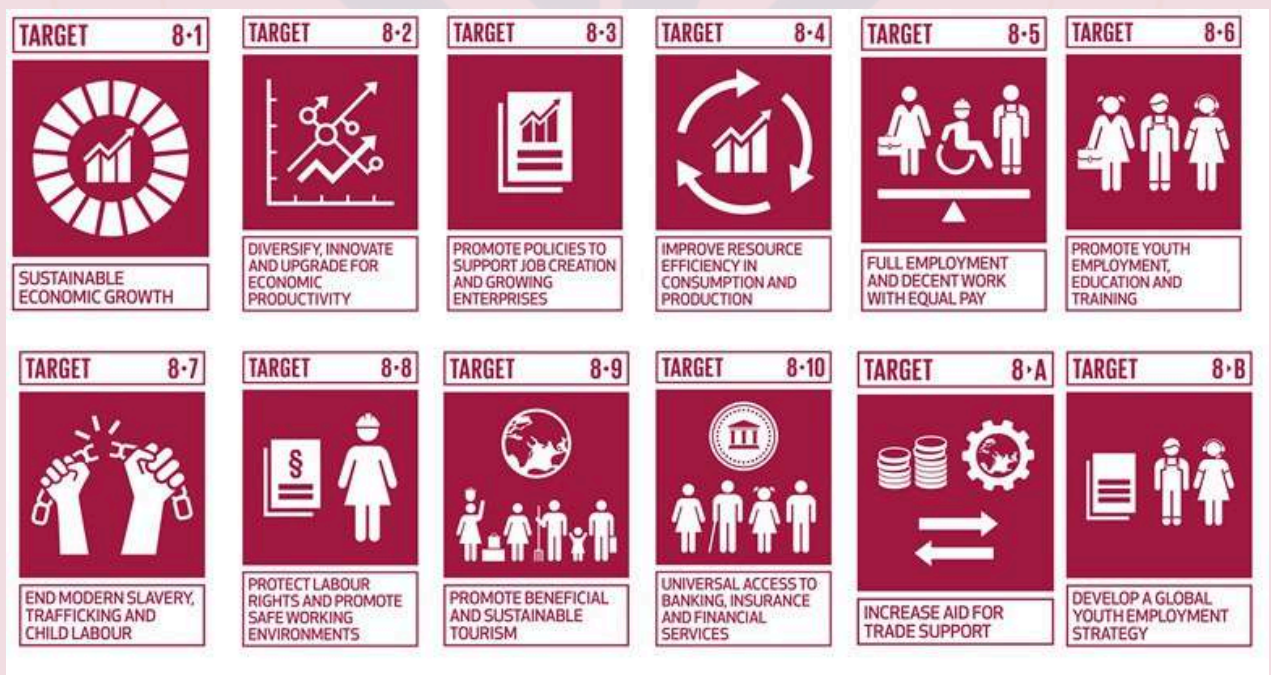 TARGET 8·1
SUSTAINABLE
ECONOMIC GROWTH
TARGET 8·2
DIVERSIFY, INNOVATE
AND UPGRADE FOR
ECONOMIC
PRODUCTIVITY
TARGET 8·3
PROMOTE POLICIES TO
SUPPORT JOB CREATION
AND GROWING
ENTERPRISES
TARGET 8·4
IMPROVE RESOURCE
EFFICIENCY IN
CONSUMPTION AND
PRODUCTION
TARGET 8·5
FULL EMPLOYMENT
AND DECENT WORK
WITH EQUAL PAY
TARGET 8·6
PROMOTE YOUTH
EMPLOYMENT,
EDUCATION AND
TRAINING
TARGET 8·7
END MODERN SLAVERY,
TRAFFICKING AND
CHILD LABOUR
TARGET 8·8
§
PROTECT LABOUR
RIGHTS AND PROMOTE
SAFE WORKING
ENVIRONMENTS
TARGET 8·9
PROMOTE BENEFICIAL
AND SUSTAINABLE
TOURISM
TARGET 8·10
UNIVERSAL ACCESS TO
BANKING, INSURANCE
AND FINANCIAL
SERVICES
TARGET 8·A
INCREASE AID FOR
TRADE SUPPORT
TARGET 8·B
DEVELOP A GLOBAL
YOUTH EMPLOYMENT
STRATEGY